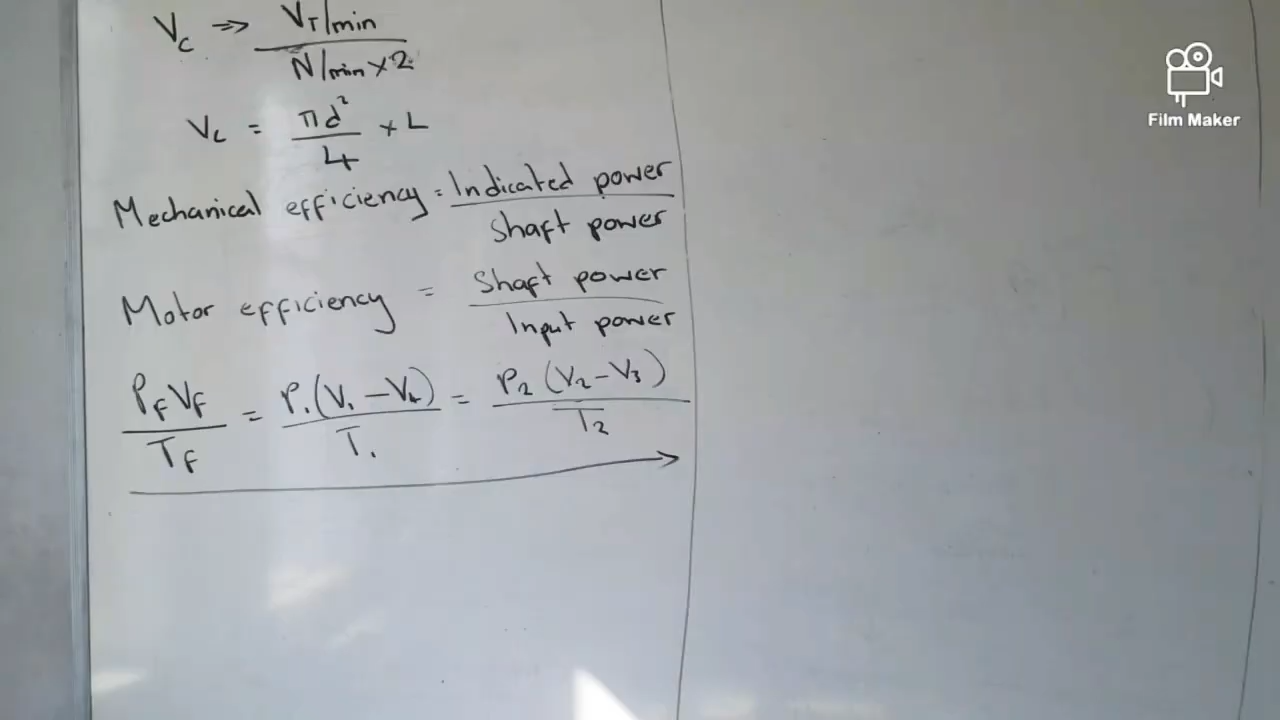 Vc ⇒ VT/min
N/min × 2
VC = πd²
4 × L
Mechanical efficiency = Indicated power
Shaft power
Motor efficiency = Shaft power
Input power
PfVf / Tf = P1(V1 - V4) / T1 = P2(V2 - V3) / T2
Film Maker